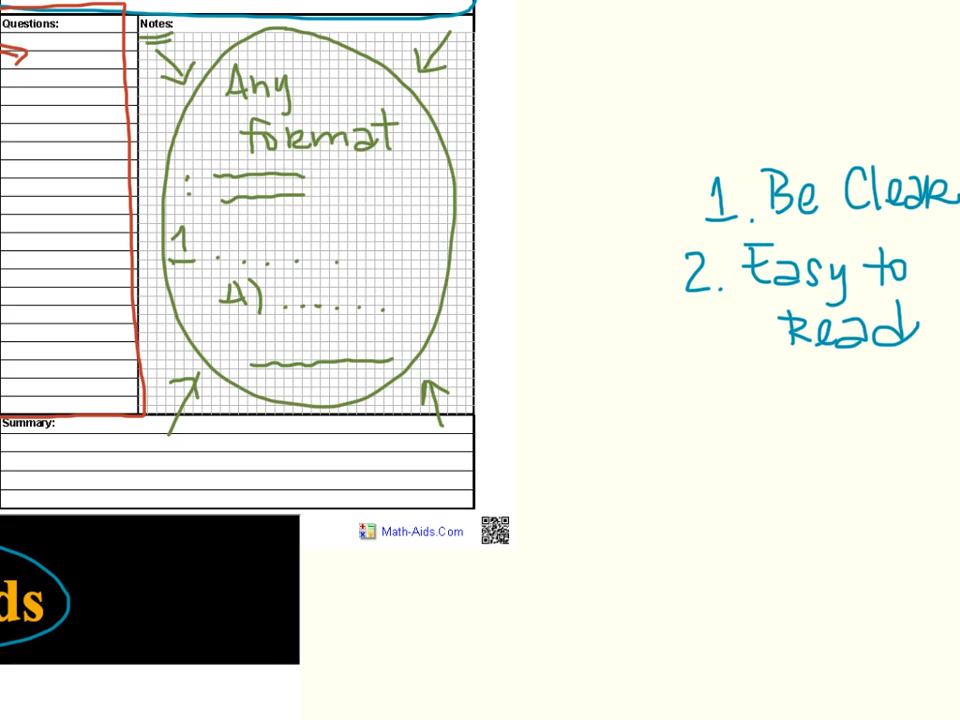 Questions:
Notes:
Any
format
1 . . . . .
A) . . . . . .
Summary:
Math-Aids.Com
ds
1. Be Clear
2. Easy to
Read